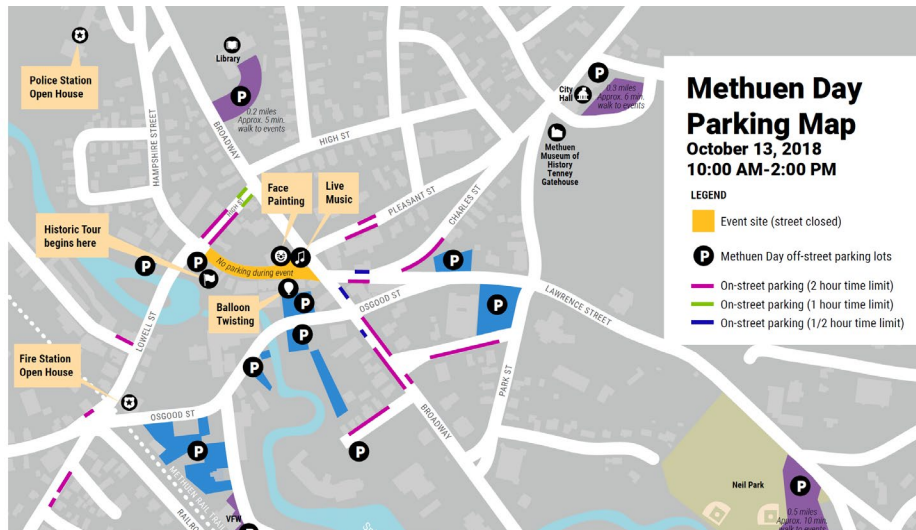 Police Station
Open House
Library
0.2 miles
Approx. 5 min.
walk to events
BROADWAY
HAMPSHIRE STREET
HIGH ST
HIGH ST
City
Hall
0.3 miles
Approx. 6 min.
walk to events
Methuen
Museum of
History
Tenney
Gatehouse
Face
Painting
Live
Music
PLEASANT ST
CHARLES ST
Historic Tour
begins here
No parking during event
Balloon
Twisting
OSGOOD ST
LAWRENCE STREET
LOWELL ST
Fire Station
Open House
OSGOOD ST
PARK ST
BROADWAY
METHUEN RAIL TRAIL
VFW
Neil Park
0.5 miles
Approx. 10 min.
walk to events
Methuen Day
Parking Map
October 13, 2018
10:00 AM-2:00 PM
LEGEND
Event site (street closed)
P Methuen Day off-street parking lots
On-street parking (2 hour time limit)
On-street parking (1 hour time limit)
On-street parking (1/2 hour time limit)
P
P
P
P
P
P
P
P
P
P
P
P
P